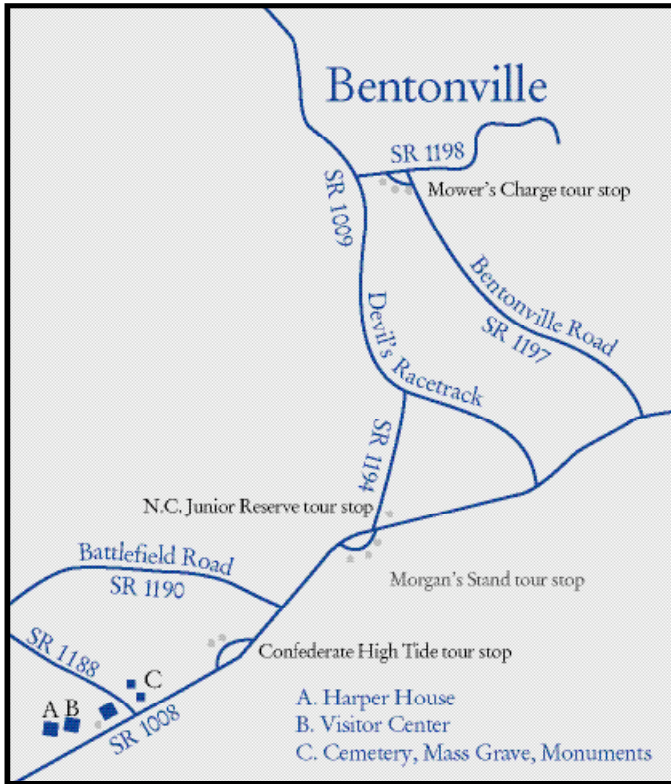 Bentonville
SR 1198
Mower's Charge tour stop
SR 1009
Bentonville Road
SR 1197
Devil's Racetrack
SR 1194
N.C. Junior Reserve tour stop
Battlefield Road
SR 1190
Morgan's Stand tour stop
SR 1188
Confederate High Tide tour stop
C
A B
SR 1008
A. Harper House
B. Visitor Center
C. Cemetery, Mass Grave, Monuments